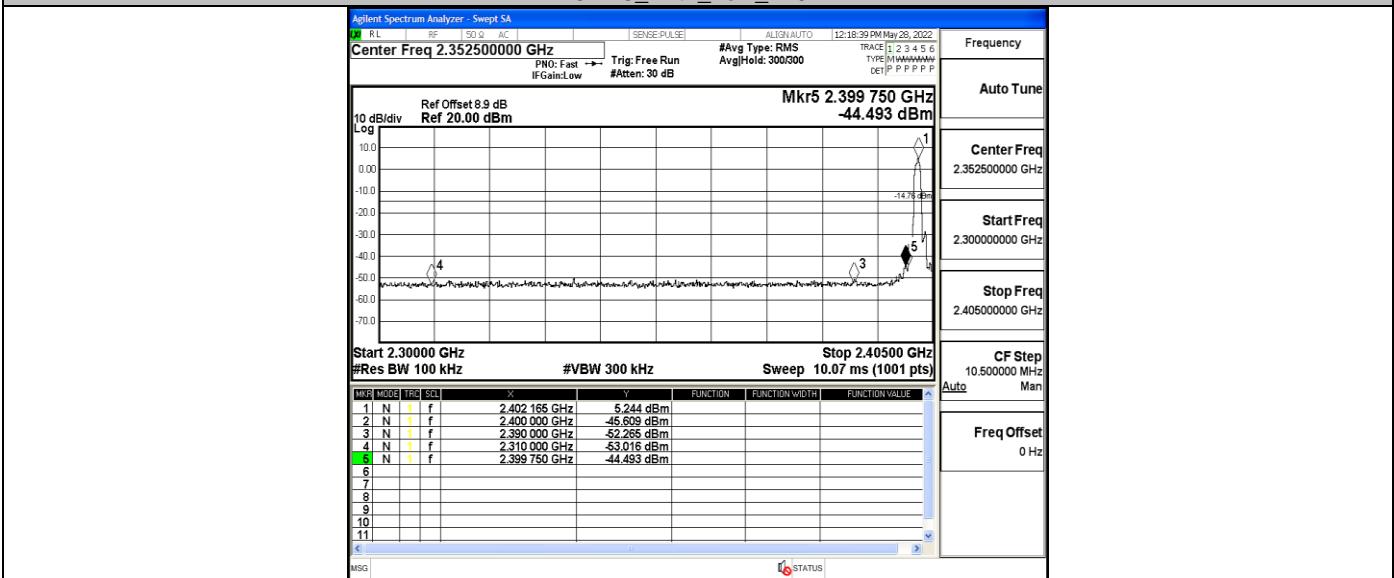 Agilent Spectrum Analyzer - Swept SA
RL RF 50 Ω AC SENSE:PULSE ALIGNAUTO 12:18:39 PM May 28, 2022
Center Freq 2.352500000 GHz
PNO: Fast
IFGain:Low
Trig: Free Run
#Atten: 30 dB
#Avg Type: RMS
Avg|Hold: 300/300
TRACE 1 2 3 4 5 6
TYPE M WWWWW
DET P P P P P P
Mkr5 2.399 750 GHz
-44.493 dBm
Ref Offset 8.9 dB
10 dB/div Ref 20.00 dBm
Log
10.0
0.00
-10.0
-20.0
-30.0
-40.0
-50.0
-60.0
-70.0
1
-14.76 dBm
5
3
4
Start 2.30000 GHz Stop 2.40500 GHz
#Res BW 100 kHz #VBW 300 kHz Sweep 10.07 ms (1001 pts)
MKR MODE TRC SCL X Y FUNCTION FUNCTION WIDTH FUNCTION VALUE
1 N 1 f 2.402 165 GHz 5.244 dBm
2 N 1 f 2.400 000 GHz -45.609 dBm
3 N 1 f 2.390 000 GHz -52.265 dBm
4 N 1 f 2.310 000 GHz -53.016 dBm
5 N 1 f 2.399 750 GHz -44.493 dBm
6
7
8
9
10
11
MSG STATUS
Frequency
Auto Tune
Center Freq
2.352500000 GHz
Start Freq
2.300000000 GHz
Stop Freq
2.405000000 GHz
CF Step
10.500000 MHz
Auto Man
Freq Offset
0 Hz